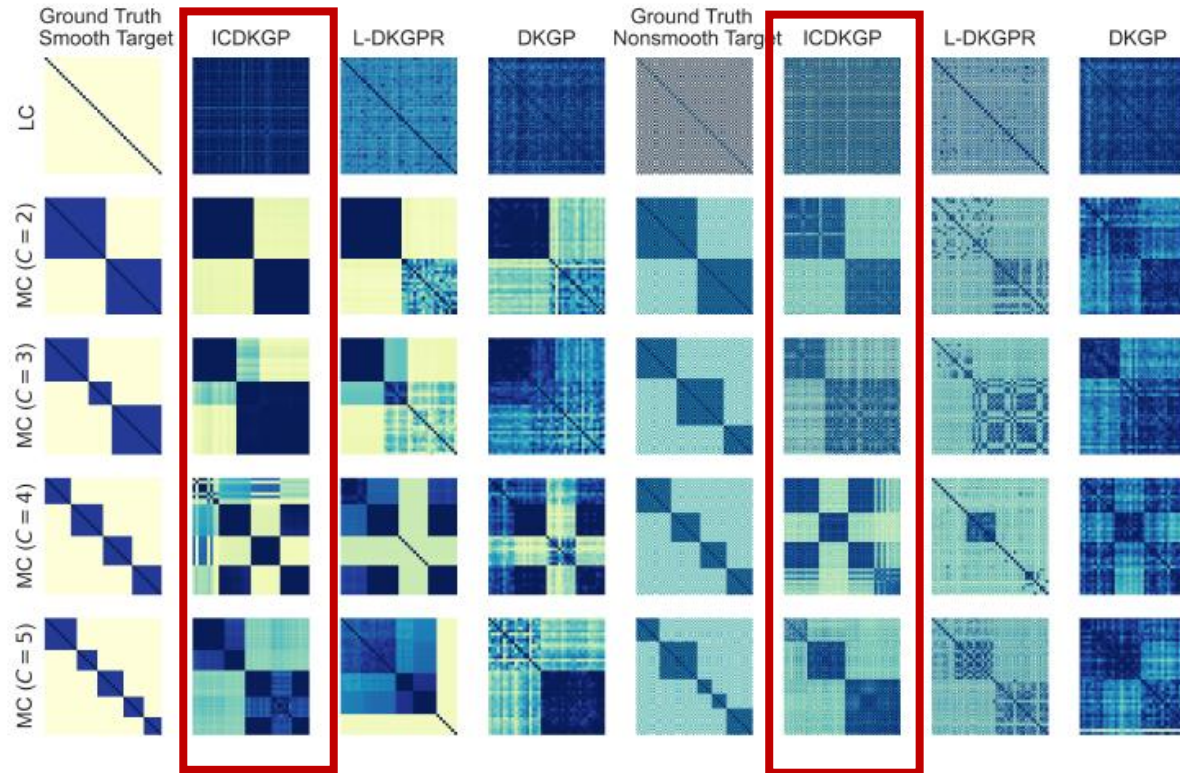 Ground Truth
Smooth Target
ICDKGP
L-DKGPR
DKGP
Ground Truth
Nonsmooth Target
ICDKGP
L-DKGPR
DKGP
LC
MC (C = 2)
MC (C = 3)
MC (C = 4)
MC (C = 5)